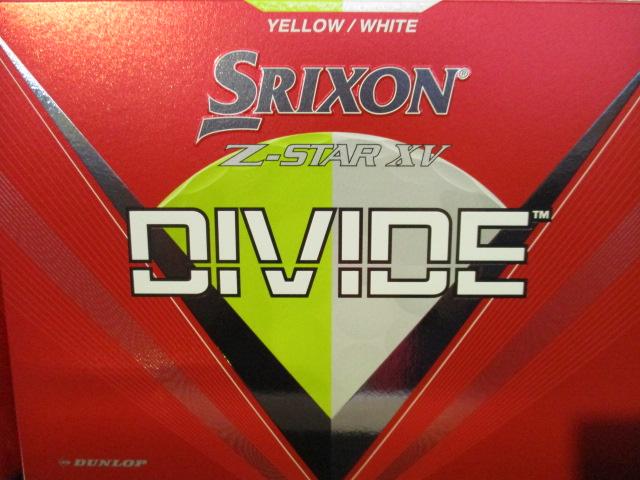 YELLOW / WHITE
SRIXON®
Z-STAR XV
DIVIDE™
DUNLOP